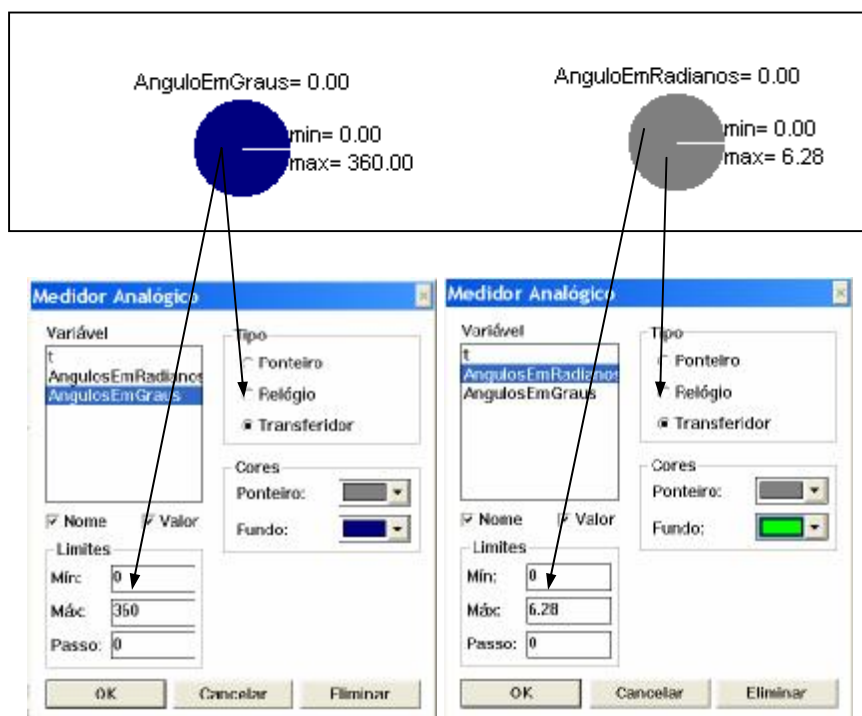 AnguloEmGraus= 0.00
min= 0.00
max= 360.00
AnguloEmRadianos= 0.00
min= 0.00
max= 6.28
Medidor Analógico
Variável
t
AngulosEmRadianos
AngulosEmGraus
Tipo
Ponteiro
Relógio
Transferidor
Cores
Ponteiro:
Fundo:
Nome
Valor
Limites
Mín:
0
Máx:
360
Passo:
0
OK
Cancelar
Eliminar
Medidor Analógico
Variável
t
AngulosEmRadianos
AngulosEmGraus
Tipo
Ponteiro
Relógio
Transferidor
Cores
Ponteiro:
Fundo:
Nome
Valor
Limites
Mín:
0
Máx:
6.28
Passo:
0
OK
Cancelar
Eliminar